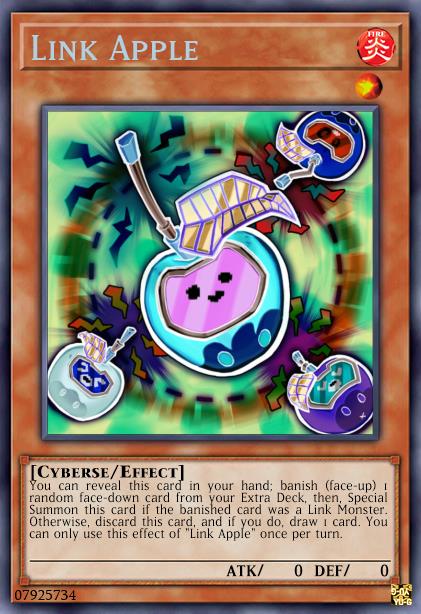 LINK APPLE
FIRE
炎
[CYBERSE/EFFECT]
You can reveal this card in your hand; banish (face-up) 1
random face-down card from your Extra Deck, then, Special
Summon this card if the banished card was a Link Monster.
Otherwise, discard this card, and if you do, draw 1 card. You
can only use this effect of "Link Apple" once per turn.
ATK/ 0 DEF/ 0
07925734